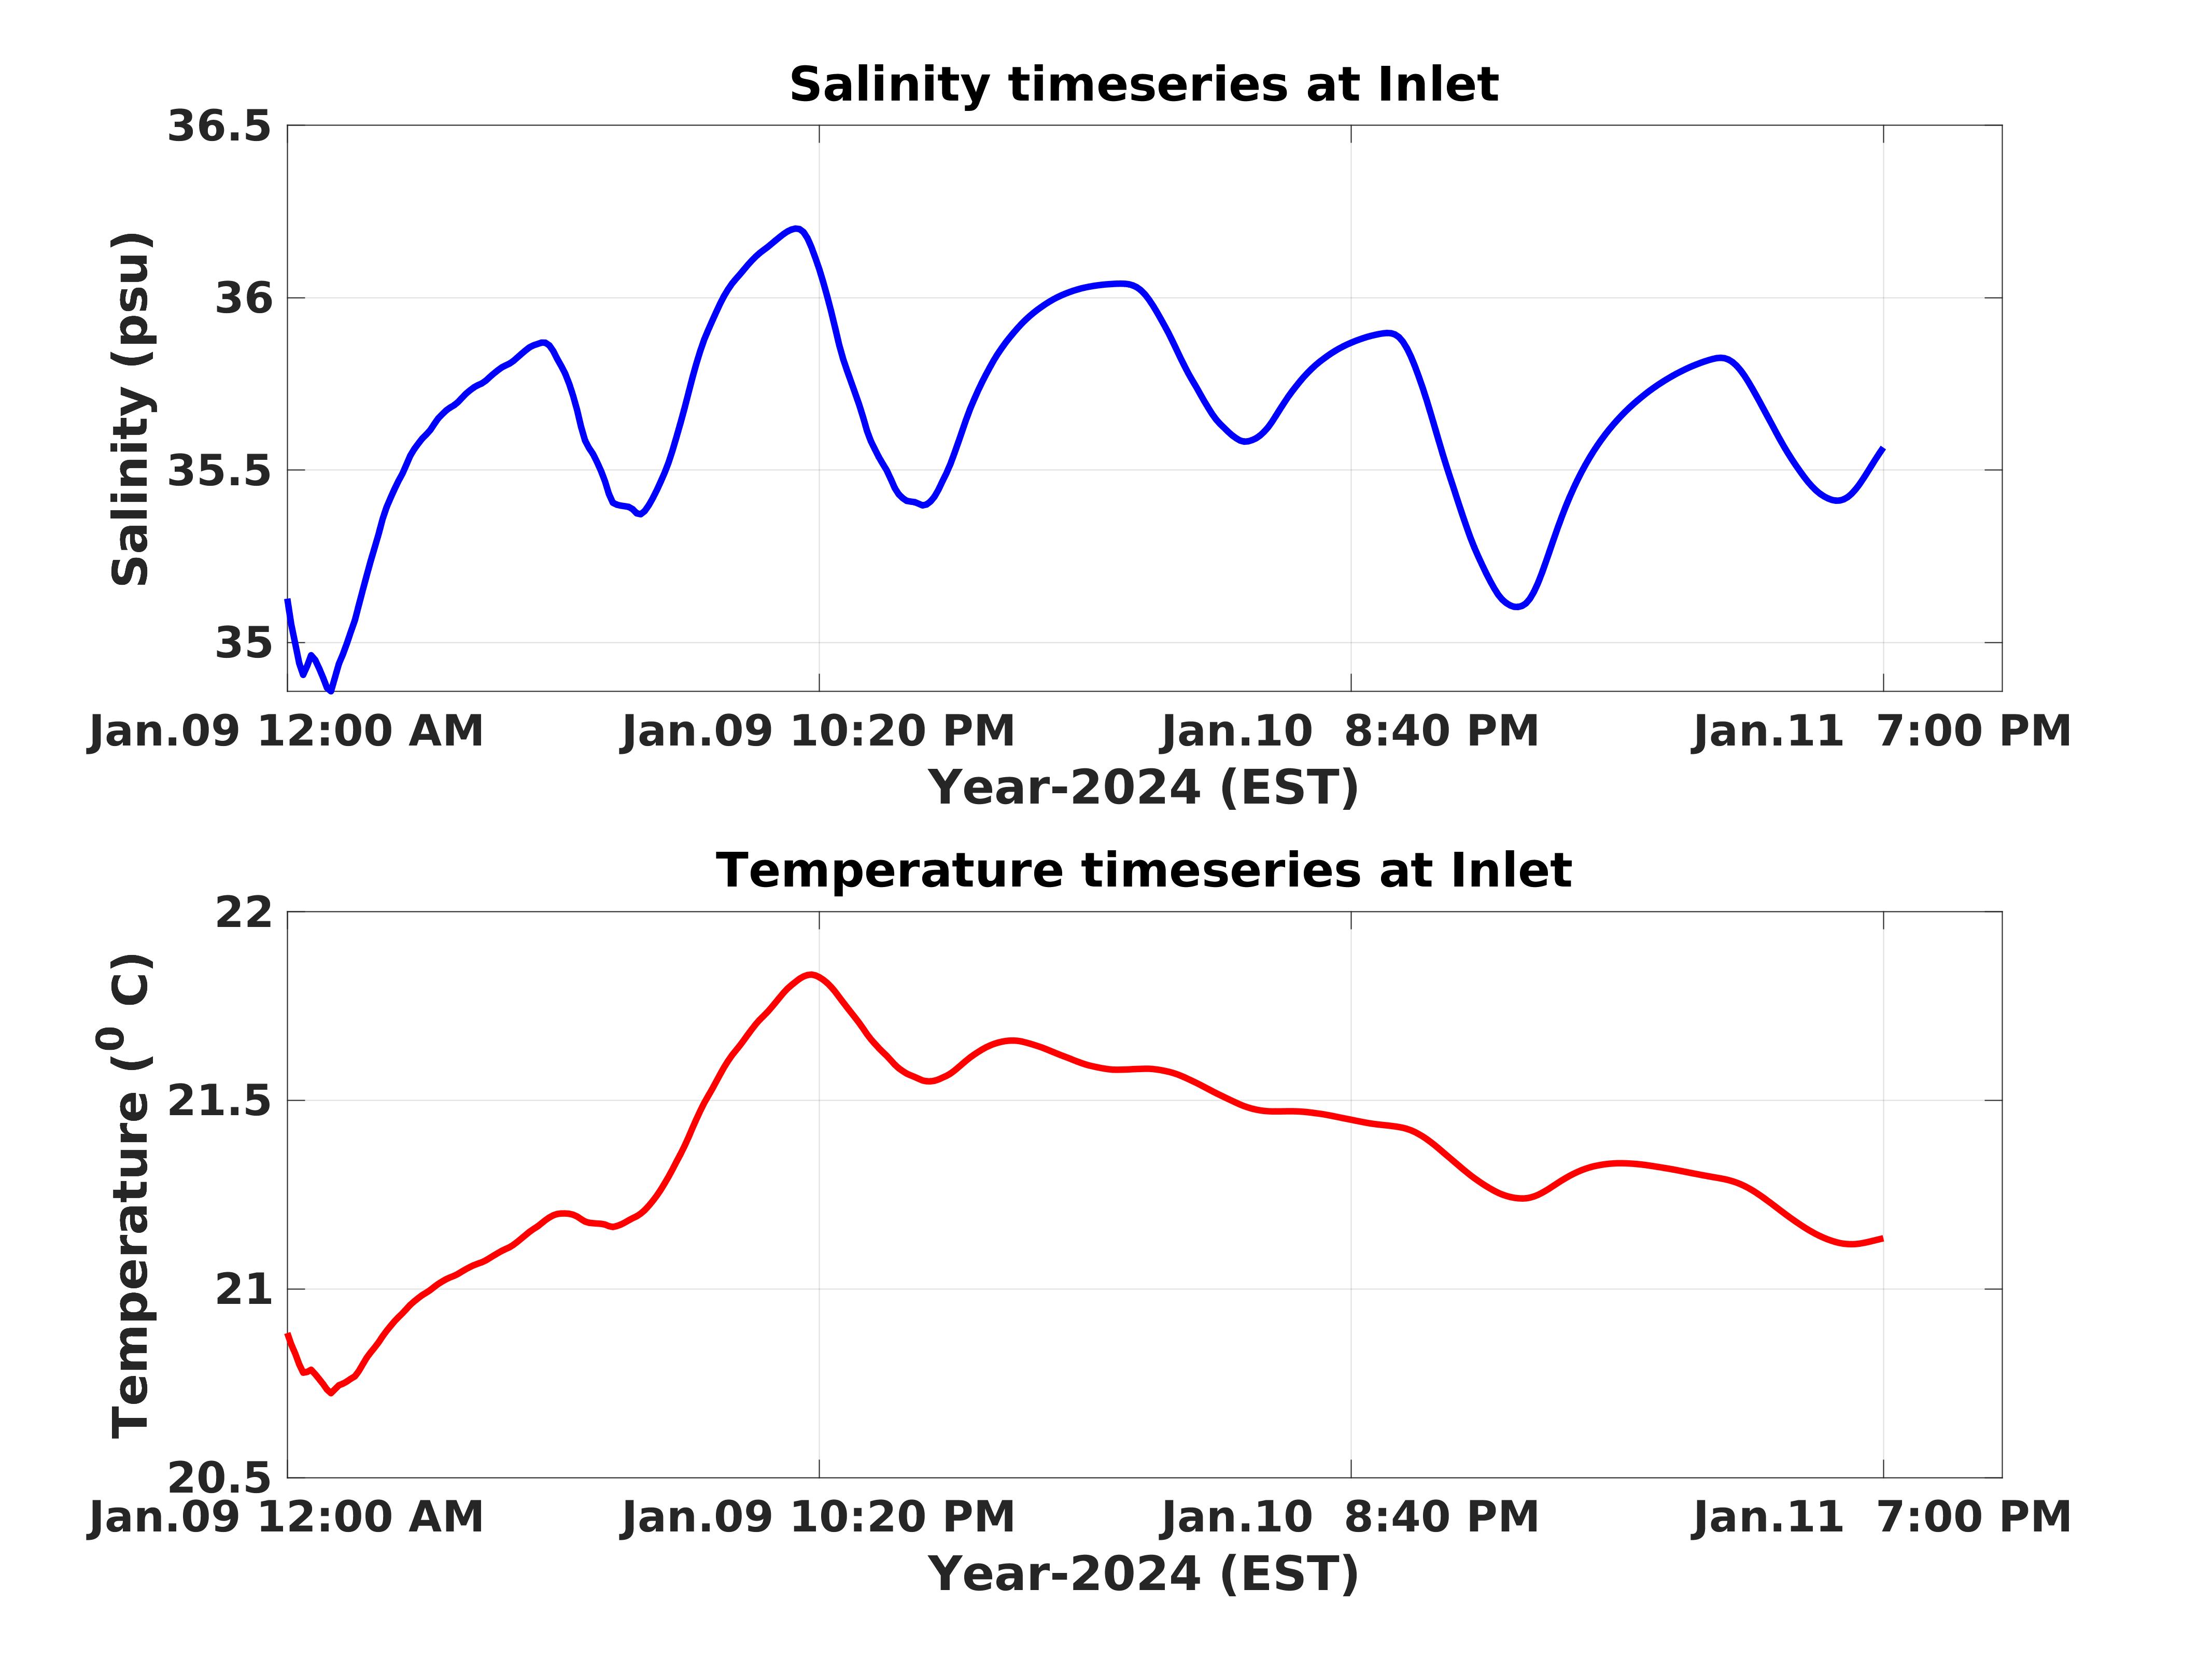 Salinity timeseries at Inlet
36.5
36
35.5
35
Salinity (psu)
Jan.09 12:00 AM Jan.09 10:20 PM Jan.10  8:40 PM Jan.11  7:00 PM
Year-2024 (EST)
Temperature timeseries at Inlet
22
21.5
21
20.5
Temperature (⁰ C)
Jan.09 12:00 AM Jan.09 10:20 PM Jan.10  8:40 PM Jan.11  7:00 PM
Year-2024 (EST)